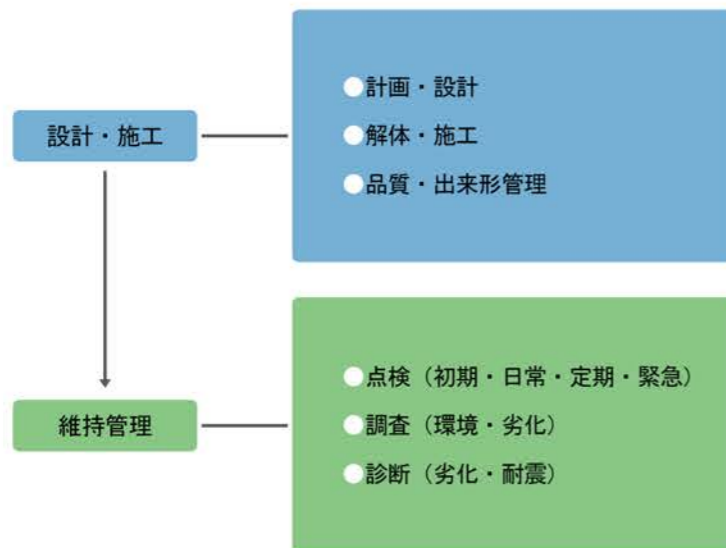 設計・施工
●計画・設計
●解体・施工
●品質・出来形管理
維持管理
●点検（初期・日常・定期・緊急）
●調査（環境・劣化）
●診断（劣化・耐震）